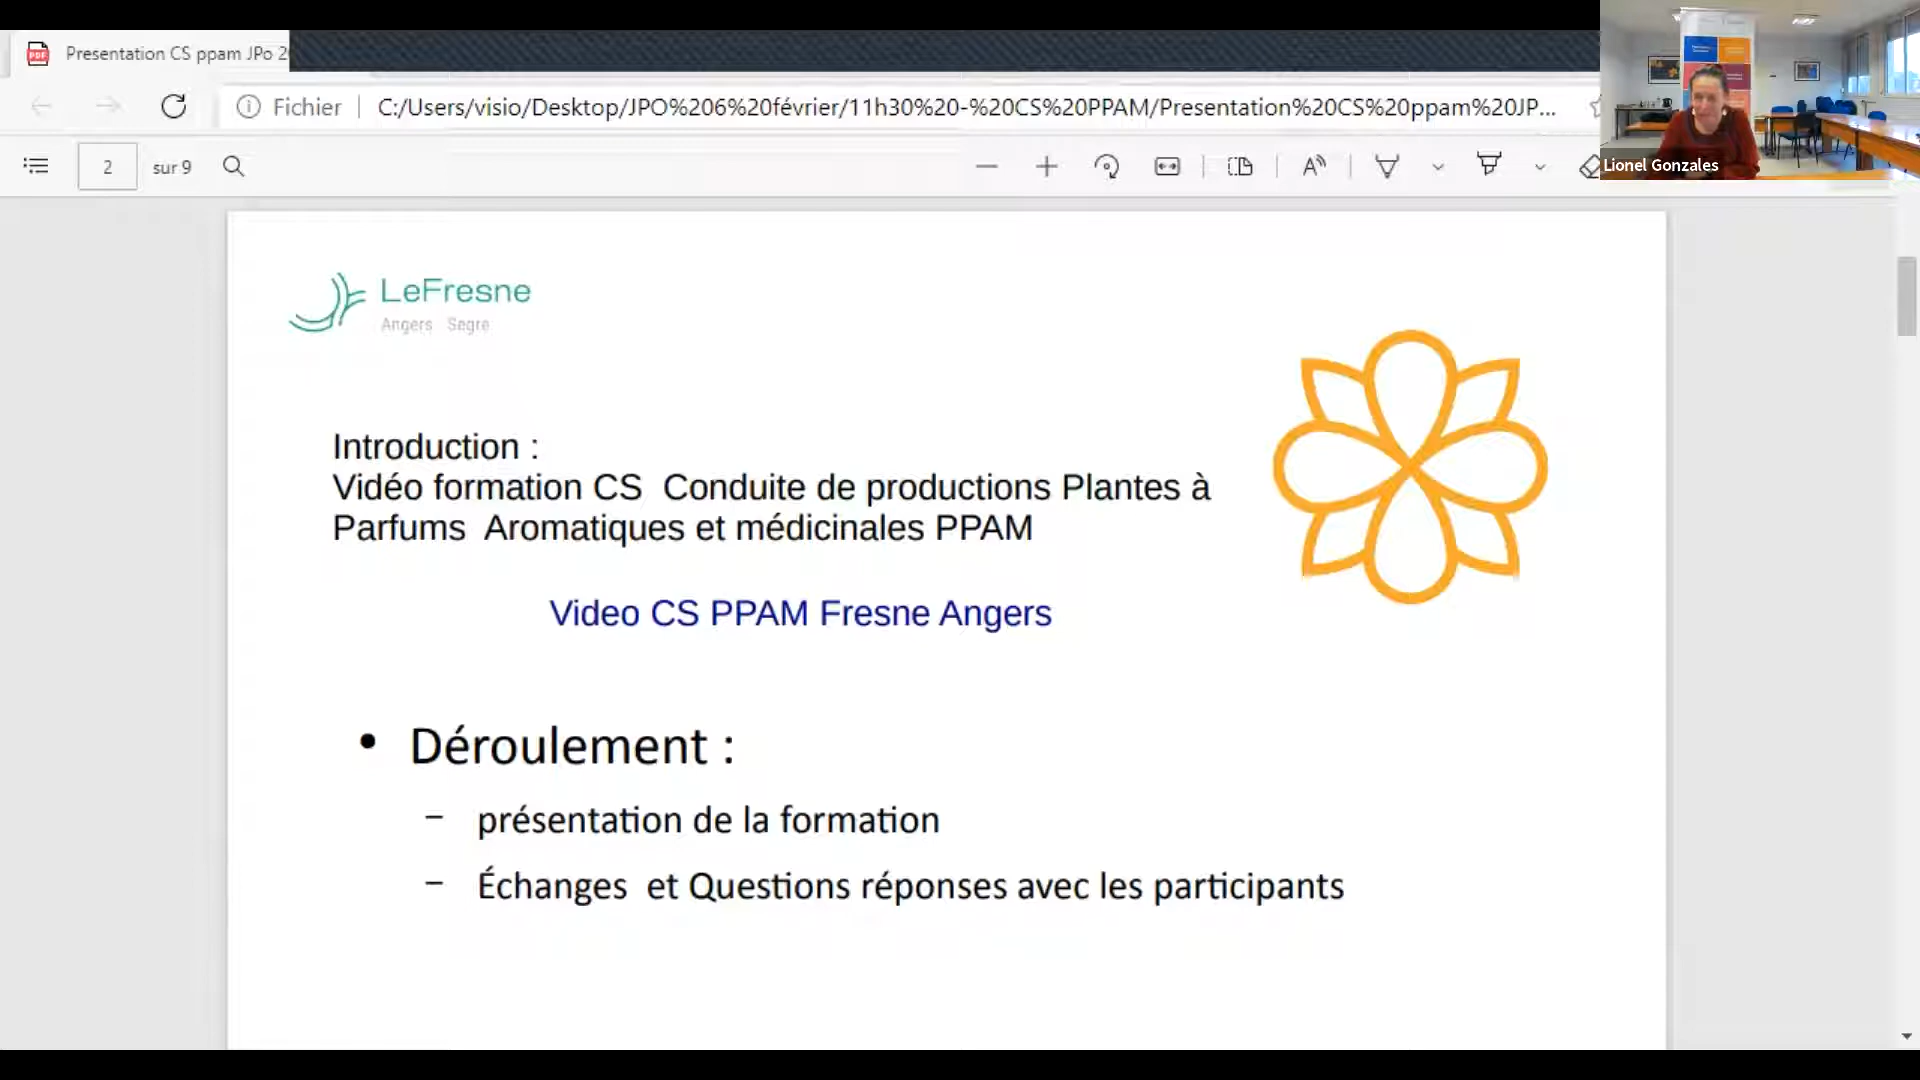 Presentation CS ppam JPo 2
Fichier
C:/Users/visio/Desktop/JPO%206%20février/11h30%20-%20CS%20PPAM/Presentation%20CS%20ppam%20JP...
2 sur 9
Lionel Gonzales
LeFresne
Angers Segré
Introduction :
Vidéo formation CS Conduite de productions Plantes à
Parfums Aromatiques et médicinales PPAM
Video CS PPAM Fresne Angers
• Déroulement :
– présentation de la formation
– Échanges et Questions réponses avec les participants